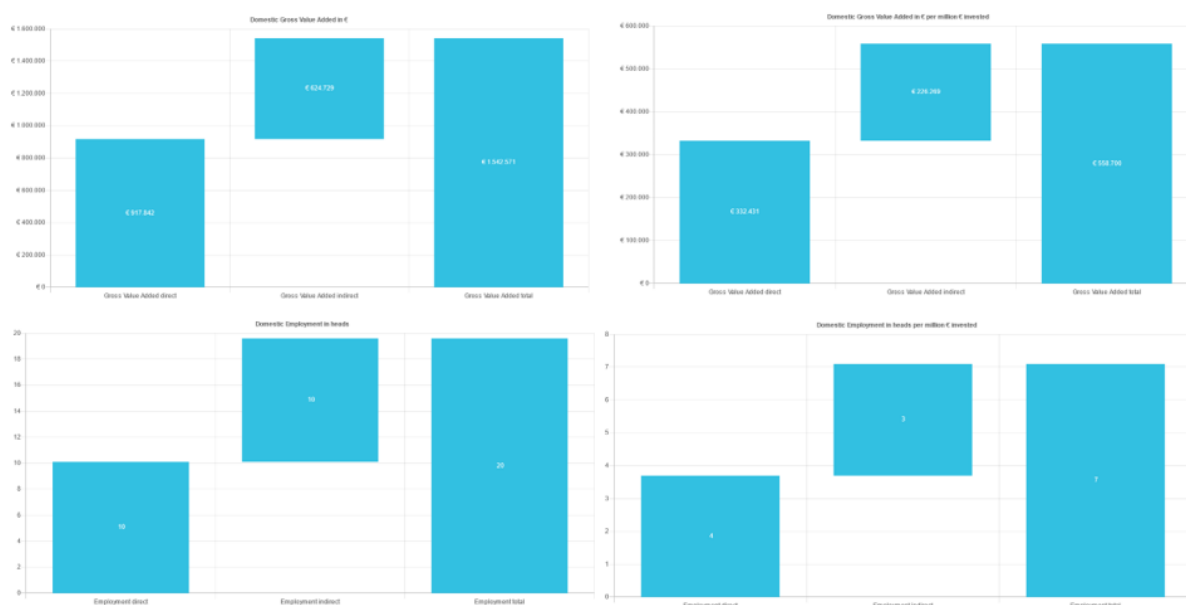 Domestic Gross Value Added in €
€ 1.600.000
€ 1.400.000
€ 1.200.000
€ 1.000.000
€ 800.000
€ 600.000
€ 400.000
€ 200.000
€ 0
€ 917.842
€ 624.729
€ 1.542.571
Gross Value Added direct
Gross Value Added indirect
Gross Value Added total
Domestic Gross Value Added in € per million € invested
€ 600.000
€ 500.000
€ 400.000
€ 300.000
€ 200.000
€ 100.000
€ 0
€ 332.431
€ 558.700
Gross Value Added direct
Gross Value Added indirect
Gross Value Added total
Domestic Employment in heads
20
18
16
14
12
10
8
6
4
2
0
10
10
20
Employment direct
Employment indirect
Employment total
Domestic Employment in heads per million € invested
8
7
6
5
4
3
2
1
0
4
3
7
Employment direct
Employment indirect
Employment total